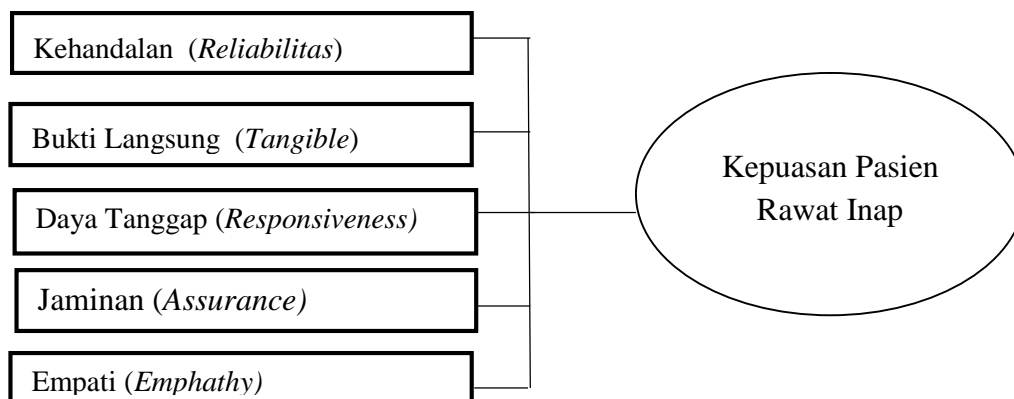 Kehandalan (Reliabilitas)
Bukti Langsung (Tangible)
Daya Tanggap (Responsiveness)
Jaminan (Assurance)
Empati (Emphathy)
Kepuasan Pasien
Rawat Inap